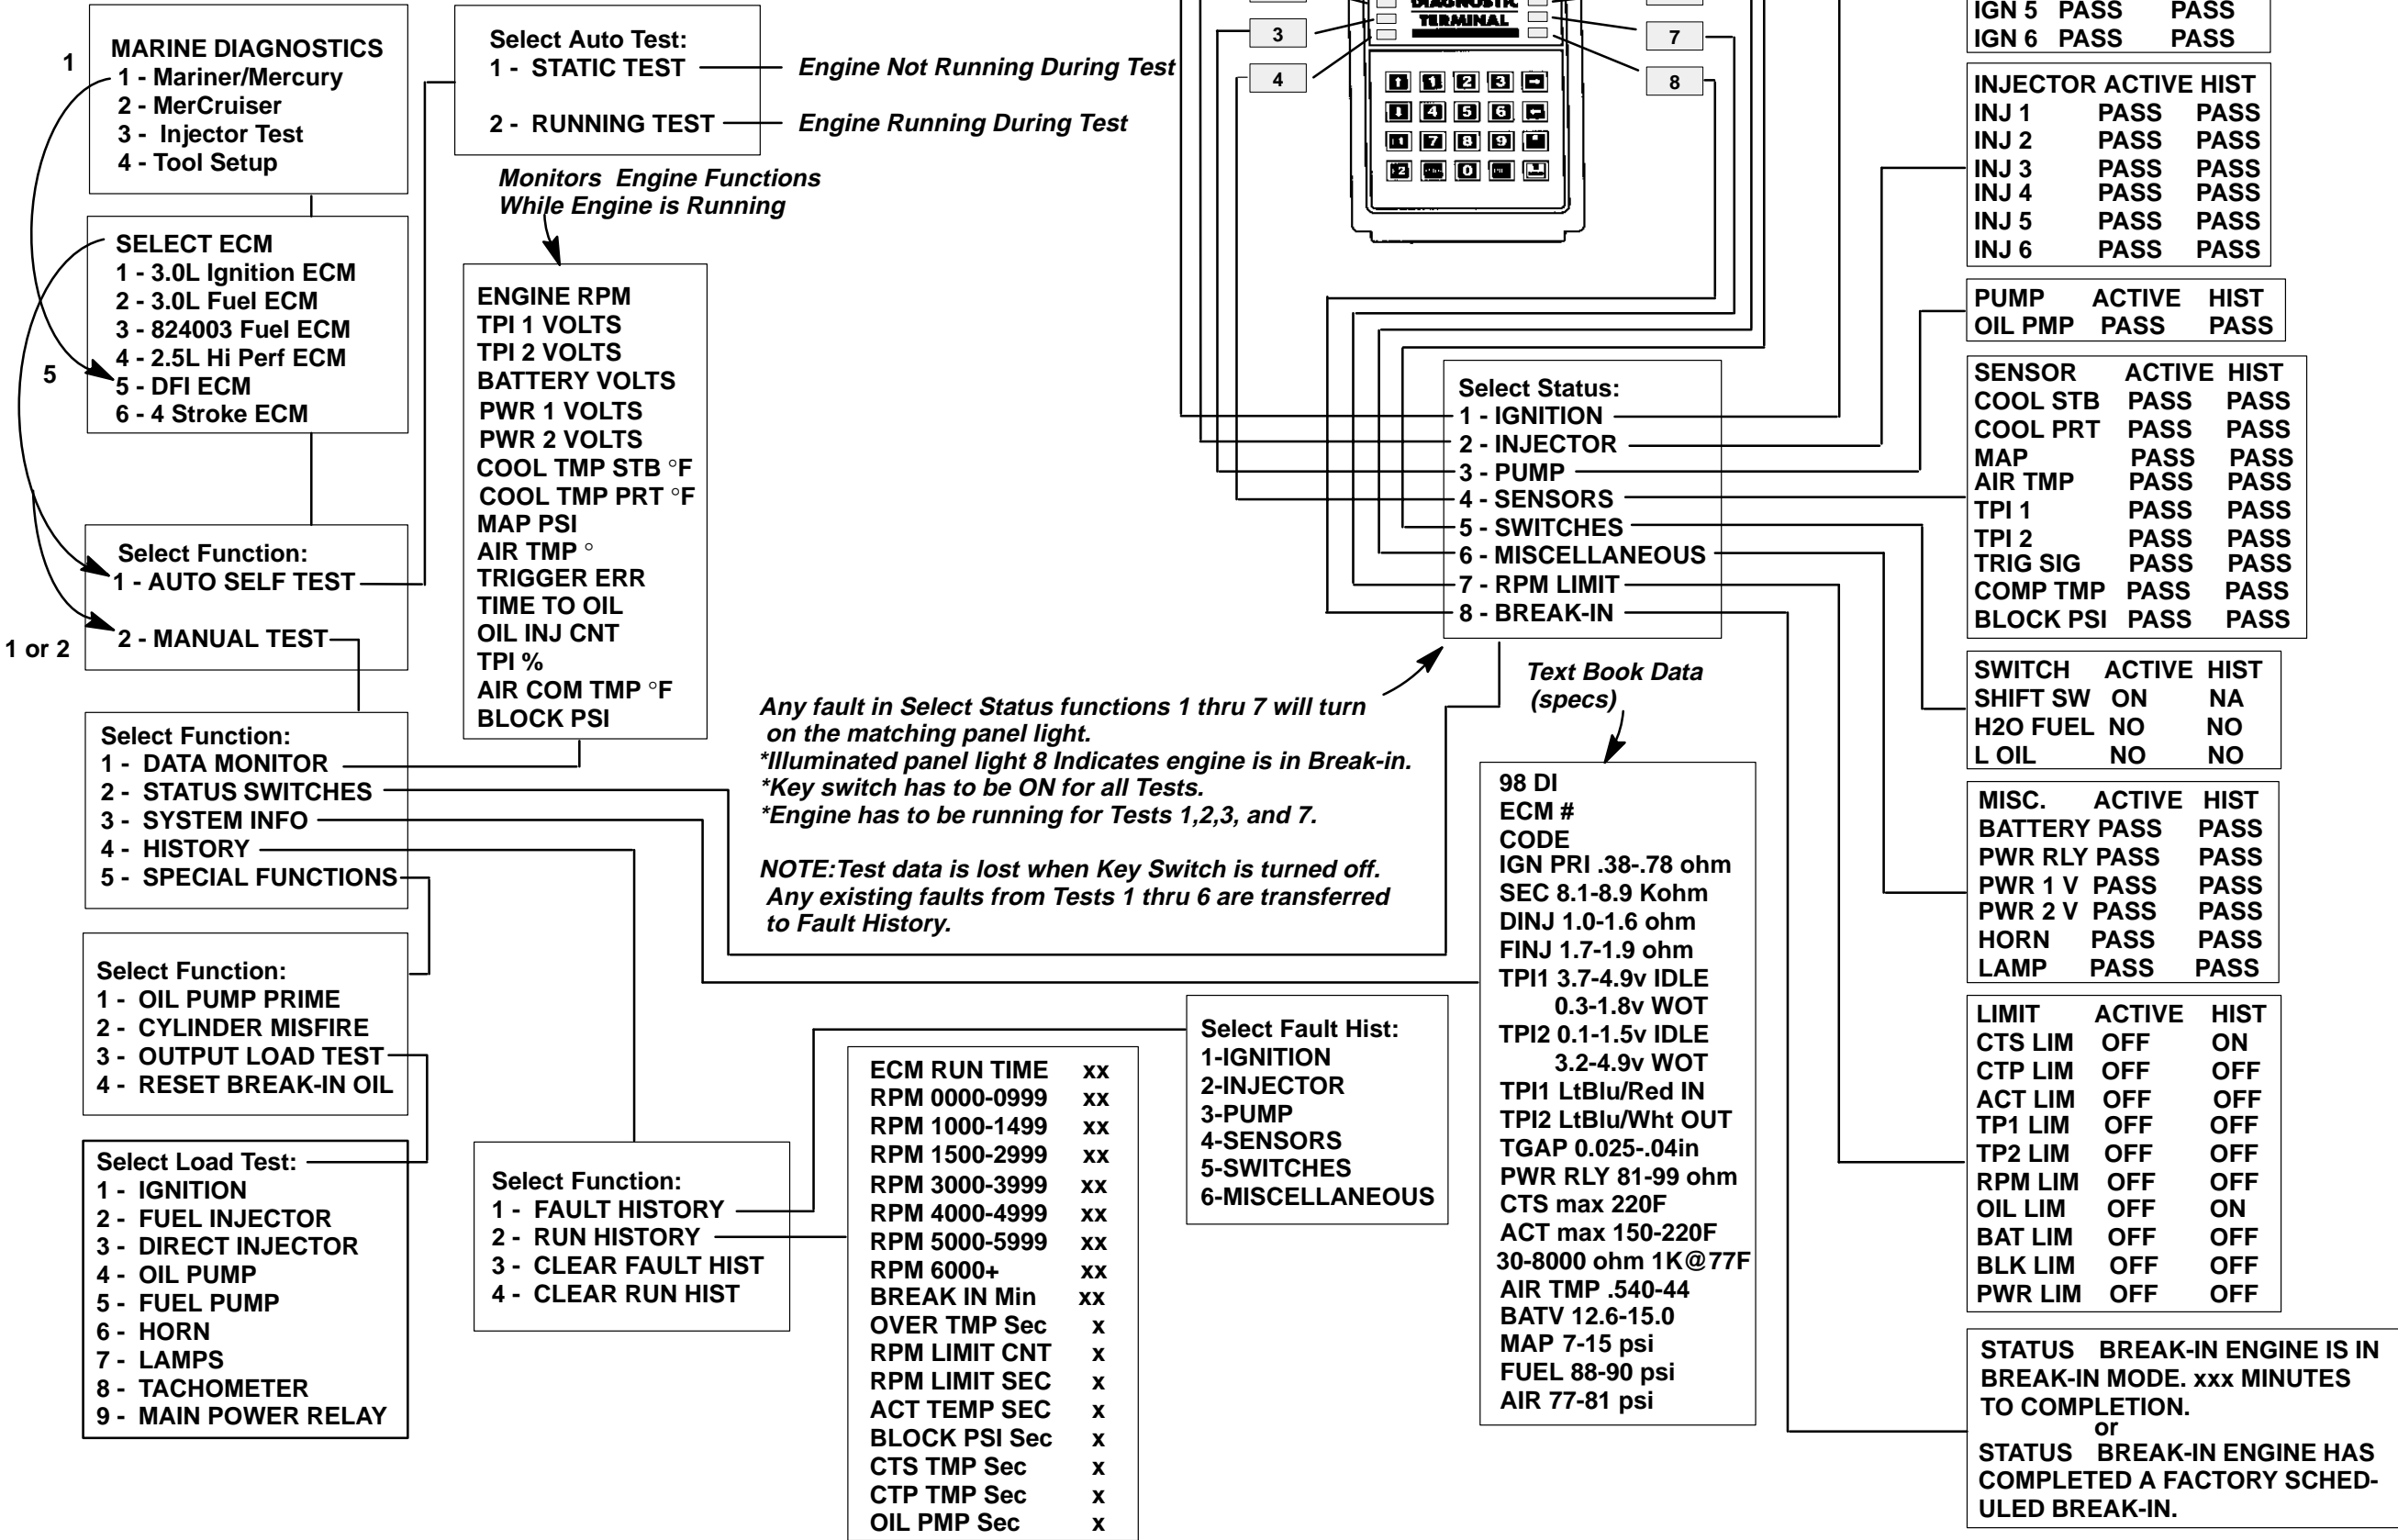 MARINE DIAGNOSTICS
1 - Mariner/Mercury
2 - MerCruiser
3 - Injector Test
4 - Tool Setup
1
SELECT ECM
1 - 3.0L Ignition ECM
2 - 3.0L Fuel ECM
3 - 824003 Fuel ECM
4 - 2.5L Hi Perf ECM
5 - DFI ECM
6 - 4 Stroke ECM
5
Select Function:
1 - AUTO SELF TEST
2 - MANUAL TEST
1 or 2
Select Function:
1 - DATA MONITOR
2 - STATUS SWITCHES
3 - SYSTEM INFO
4 - HISTORY
5 - SPECIAL FUNCTIONS
Select Function:
1 - OIL PUMP PRIME
2 - CYLINDER MISFIRE
3 - OUTPUT LOAD TEST
4 - RESET BREAK-IN OIL
Select Load Test:
1 - IGNITION
2 - FUEL INJECTOR
3 - DIRECT INJECTOR
4 - OIL PUMP
5 - FUEL PUMP
6 - HORN
7 - LAMPS
8 - TACHOMETER
9 - MAIN POWER RELAY
Select Auto Test:
1 - STATIC TEST
2 - RUNNING TEST
Engine Not Running During Test
Engine Running During Test
Monitors Engine Functions
While Engine is Running
ENGINE RPM
TPI 1 VOLTS
TPI 2 VOLTS
BATTERY VOLTS
PWR 1 VOLTS
PWR 2 VOLTS
COOL TMP STB °F
COOL TMP PRT °F
MAP PSI
AIR TMP °
TRIGGER ERR
TIME TO OIL
OIL INJ CNT
TPI %
AIR COM TMP °F
BLOCK PSI
Select Function:
1 - FAULT HISTORY
2 - RUN HISTORY
3 - CLEAR FAULT HIST
4 - CLEAR RUN HIST
ECM RUN TIME xx
RPM 0000-0999 xx
RPM 1000-1499 xx
RPM 1500-2999 xx
RPM 3000-3999 xx
RPM 4000-4999 xx
RPM 5000-5999 xx
RPM 6000+ xx
BREAK IN Min xx
OVER TMP Sec x
RPM LIMIT CNT x
RPM LIMIT SEC x
ACT TEMP SEC x
BLOCK PSI Sec x
CTS TMP Sec x
CTP TMP Sec x
OIL PMP Sec x
Select Fault Hist:
1-IGNITION
2-INJECTOR
3-PUMP
4-SENSORS
5-SWITCHES
6-MISCELLANEOUS
DIAGNOSTIC
TERMINAL
3
4
7
8
1 2 3
4 5 6
7 8 9
0
Select Status:
1 - IGNITION
2 - INJECTOR
3 - PUMP
4 - SENSORS
5 - SWITCHES
6 - MISCELLANEOUS
7 - RPM LIMIT
8 - BREAK-IN
Any fault in Select Status functions 1 thru 7 will turn
on the matching panel light.
*Illuminated panel light 8 Indicates engine is in Break-in.
*Key switch has to be ON for all Tests.
*Engine has to be running for Tests 1,2,3, and 7.
NOTE:Test data is lost when Key Switch is turned off.
Any existing faults from Tests 1 thru 6 are transferred
to Fault History.
Text Book Data
(specs)
98 DI
ECM #
CODE
IGN PRI .38-.78 ohm
SEC 8.1-8.9 Kohm
DINJ 1.0-1.6 ohm
FINJ 1.7-1.9 ohm
TPI1 3.7-4.9v IDLE
0.3-1.8v WOT
TPI2 0.1-1.5v IDLE
3.2-4.9v WOT
TPI1 LtBlu/Red IN
TPI2 LtBlu/Wht OUT
TGAP 0.025-.04in
PWR RLY 81-99 ohm
CTS max 220F
ACT max 150-220F
30-8000 ohm 1K@77F
AIR TMP .540-44
BATV 12.6-15.0
MAP 7-15 psi
FUEL 88-90 psi
AIR 77-81 psi
IGN 5 PASS PASS
IGN 6 PASS PASS
INJECTOR ACTIVE HIST
INJ 1 PASS PASS
INJ 2 PASS PASS
INJ 3 PASS PASS
INJ 4 PASS PASS
INJ 5 PASS PASS
INJ 6 PASS PASS
PUMP ACTIVE HIST
OIL PMP PASS PASS
SENSOR ACTIVE HIST
COOL STB PASS PASS
COOL PRT PASS PASS
MAP PASS PASS
AIR TMP PASS PASS
TPI 1 PASS PASS
TPI 2 PASS PASS
TRIG SIG PASS PASS
COMP TMP PASS PASS
BLOCK PSI PASS PASS
SWITCH ACTIVE HIST
SHIFT SW ON NA
H2O FUEL NO NO
L OIL NO NO
MISC. ACTIVE HIST
BATTERY PASS PASS
PWR RLY PASS PASS
PWR 1 V PASS PASS
PWR 2 V PASS PASS
HORN PASS PASS
LAMP PASS PASS
LIMIT ACTIVE HIST
CTS LIM OFF ON
CTP LIM OFF OFF
ACT LIM OFF OFF
TP1 LIM OFF OFF
TP2 LIM OFF OFF
RPM LIM OFF OFF
OIL LIM OFF ON
BAT LIM OFF OFF
BLK LIM OFF OFF
PWR LIM OFF OFF
STATUS BREAK-IN ENGINE IS IN
BREAK-IN MODE. xxx MINUTES
TO COMPLETION.
or
STATUS BREAK-IN ENGINE HAS
COMPLETED A FACTORY SCHED-
ULED BREAK-IN.